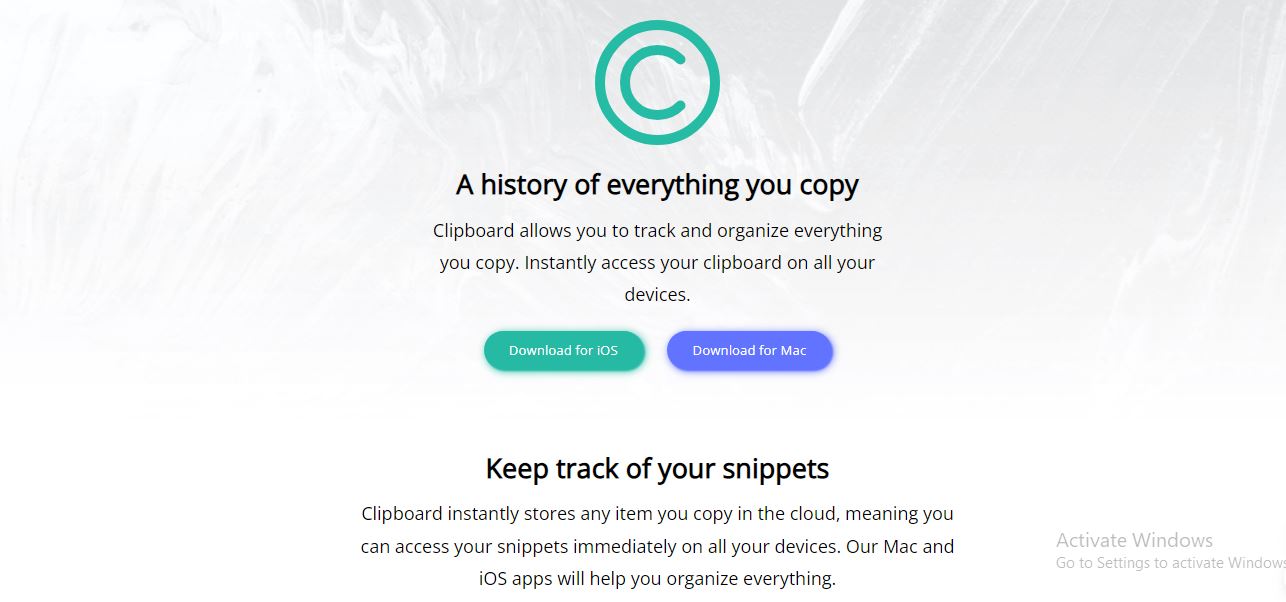 A history of everything you copy
Clipboard allows you to track and organize everything
you copy. Instantly access your clipboard on all your
devices.
Download for iOS
Download for Mac
Keep track of your snippets
Clipboard instantly stores any item you copy in the cloud, meaning you
can access your snippets immediately on all your devices. Our Mac and
iOS apps will help you organize everything.
Activate Windows
Go to Settings to activate Windows